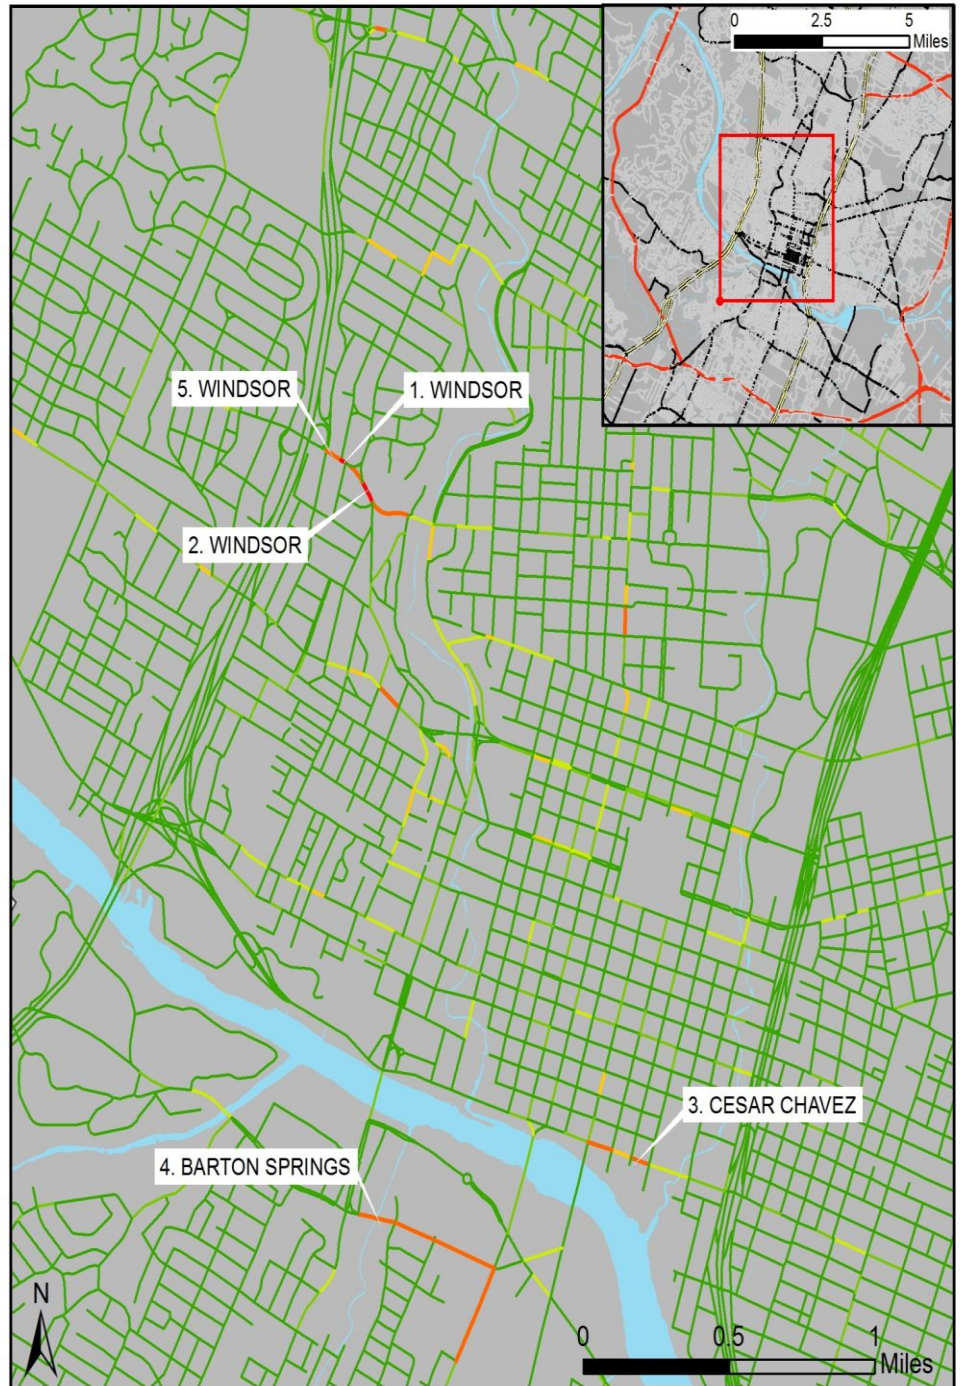 0 2.5 5
Miles
5. WINDSOR
1. WINDSOR
2. WINDSOR
3. CESAR CHAVEZ
4. BARTON SPRINGS
N
0 0.5 1
Miles